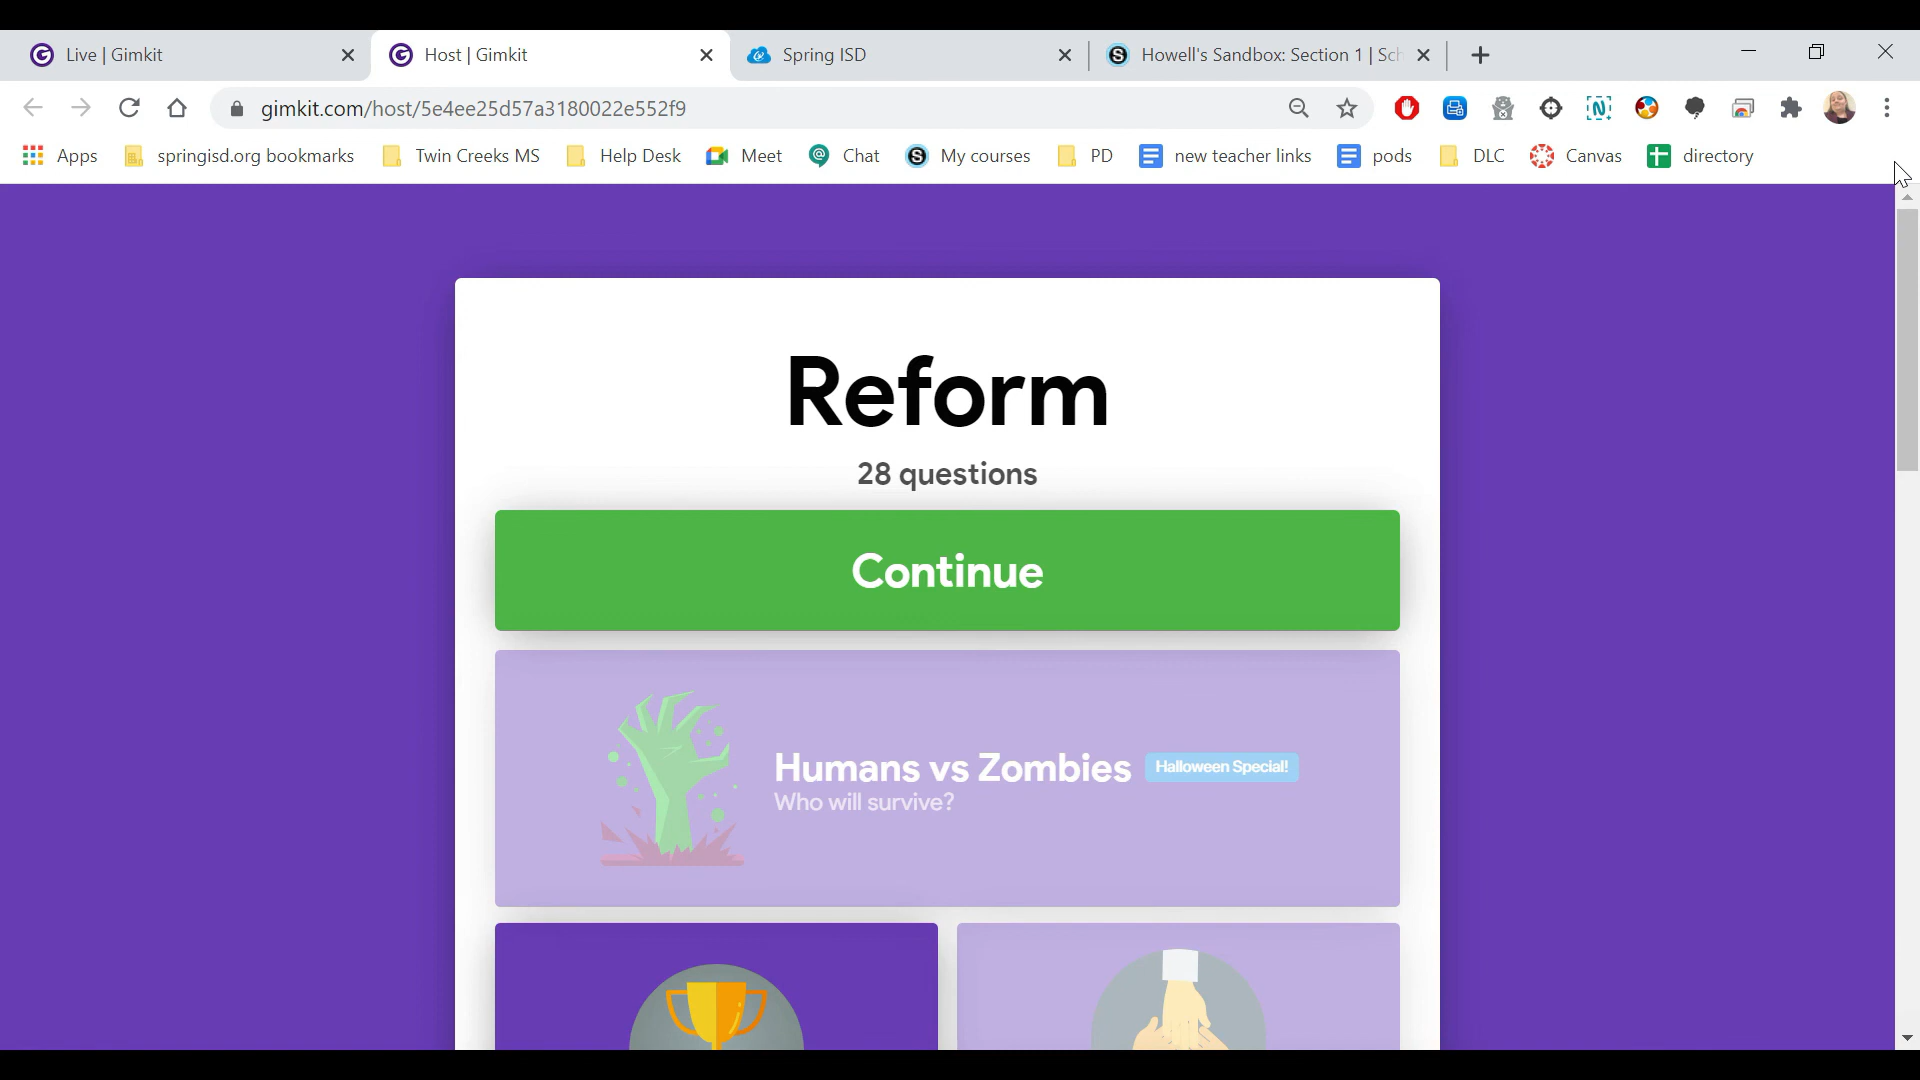 Live | Gimkit
Host | Gimkit
Spring ISD
Howell's Sandbox: Section 1 | Sch
gimkit.com/host/5e4ee25d57a3180022e552f9
Apps
springisd.org bookmarks
Twin Creeks MS
Help Desk
Meet
Chat
My courses
PD
new teacher links
pods
DLC
Canvas
directory
Reform
28 questions
Continue
Humans vs Zombies
Halloween Special!
Who will survive?